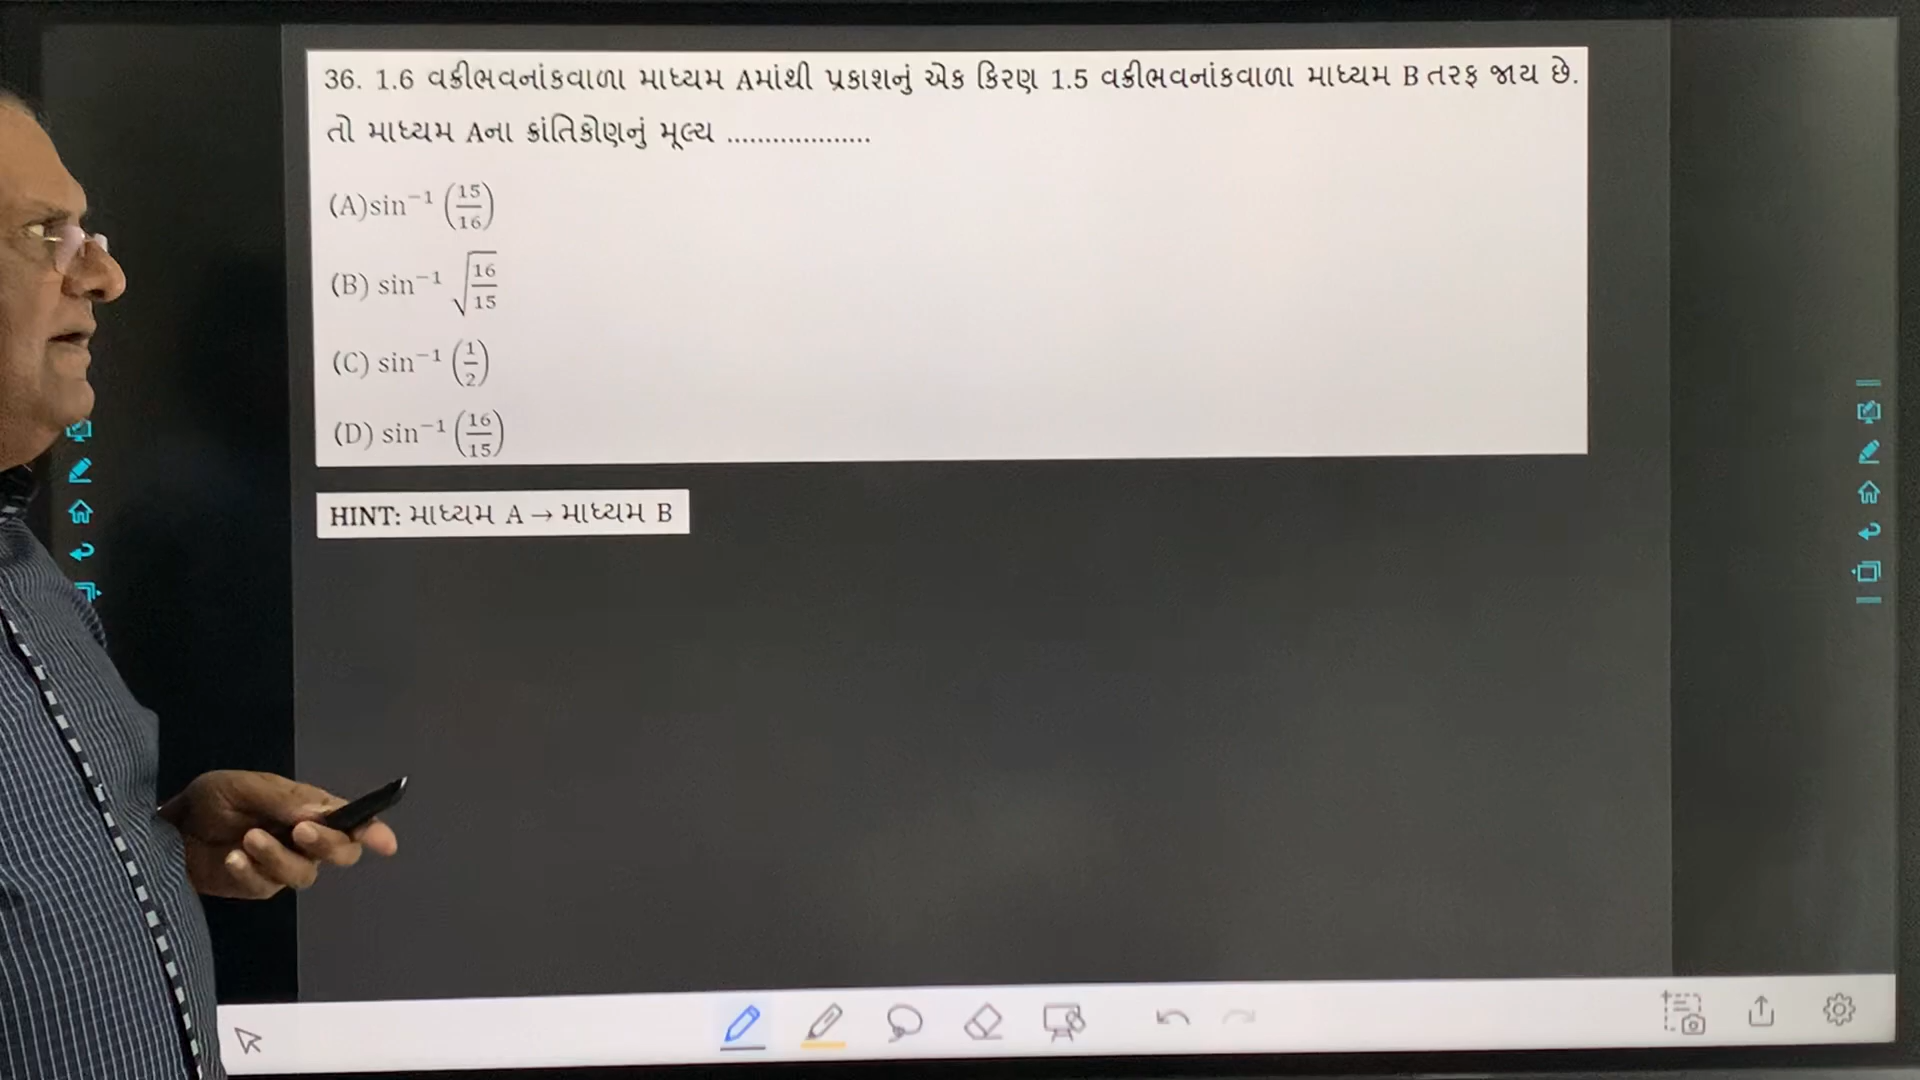 36. 1.6 વક્રીભવનાંકવાળા માધ્યમ Aમાંથી પ્રકાશનું એક કિરણ 1.5 વક્રીભવનાંકવાળા માધ્યમ B તરફ જાય છે.
તો માધ્યમ Aના ક્રાંતિકોણનું મૂલ્ય ...................
(A)sin⁻¹ (15/16)
(B) sin⁻¹ √(16/15)
(C) sin⁻¹ (1/2)
(D) sin⁻¹ (16/15)
HINT: માધ્યમ A → માધ્યમ B